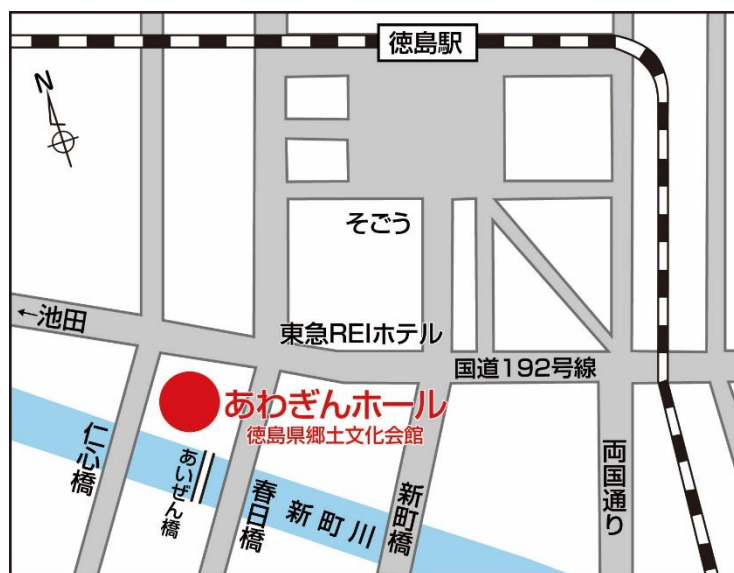 徳島駅
N
そごう
←池田
東急REIホテル
国道192号線
あわぎんホール
徳島県郷土文化会館
仁心橋
あいぜん橋
春日橋
新町川
新町橋
両国通り